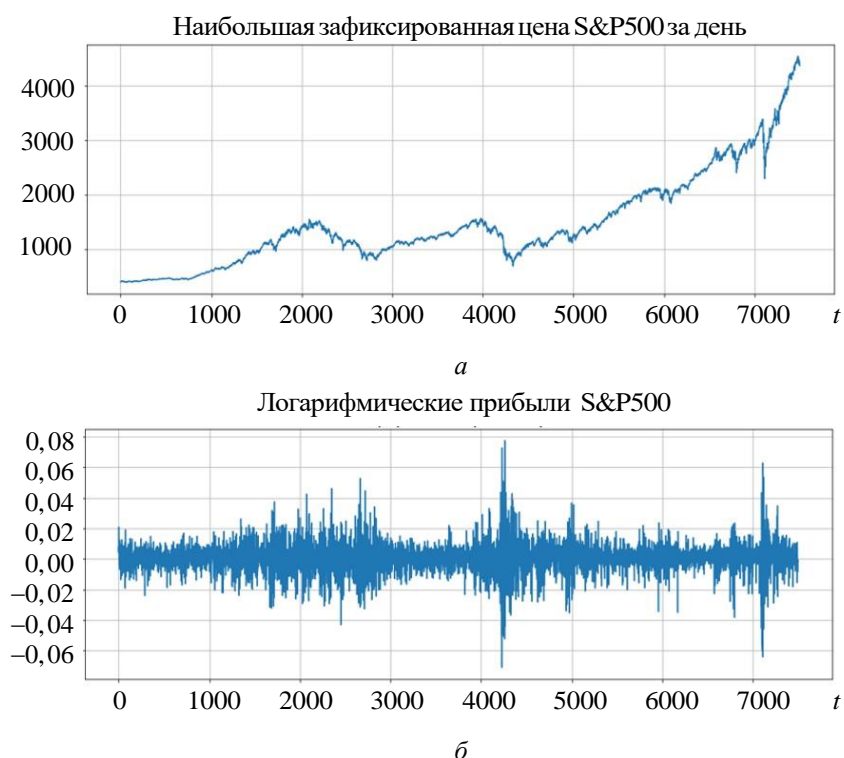 Наибольшая зафиксированная цена S&P500 за день
4000
3000
2000
1000
0 1000 2000 3000 4000 5000 6000 7000 t
а
Логарифмические прибыли S&P500
0,08
0,06
0,04
0,02
0,00
–0,02
–0,04
–0,06
0 1000 2000 3000 4000 5000 6000 7000 t
б